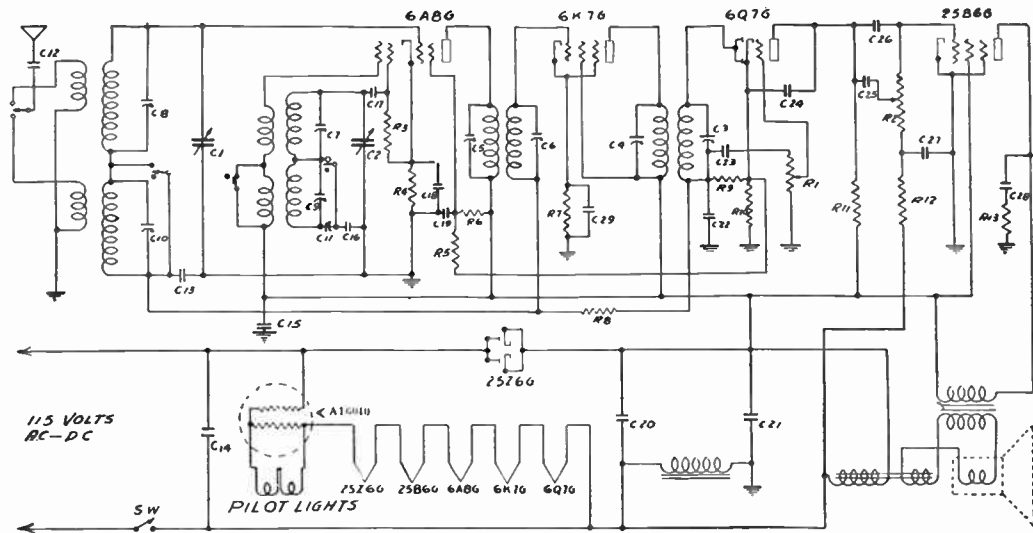 6A8G
6K7G
6Q7G
25B6G
C12
C26
C8
C1
C7
C17
R3
C2
C5
C6
C4
C3
C23
C24
C25
R2
C27
R1
C9
R4
C18
C19
R6
R7
C29
R9
R10
C22
R11
R12
C28
R13
C10
C11
C16
R5
C13
C15
R8
25Z6G
115 VOLTS
AC-DC
C14
C20
C21
25Z6G
25B6G
6A8G
6K7G
6Q7G
PILOT LIGHTS
SW